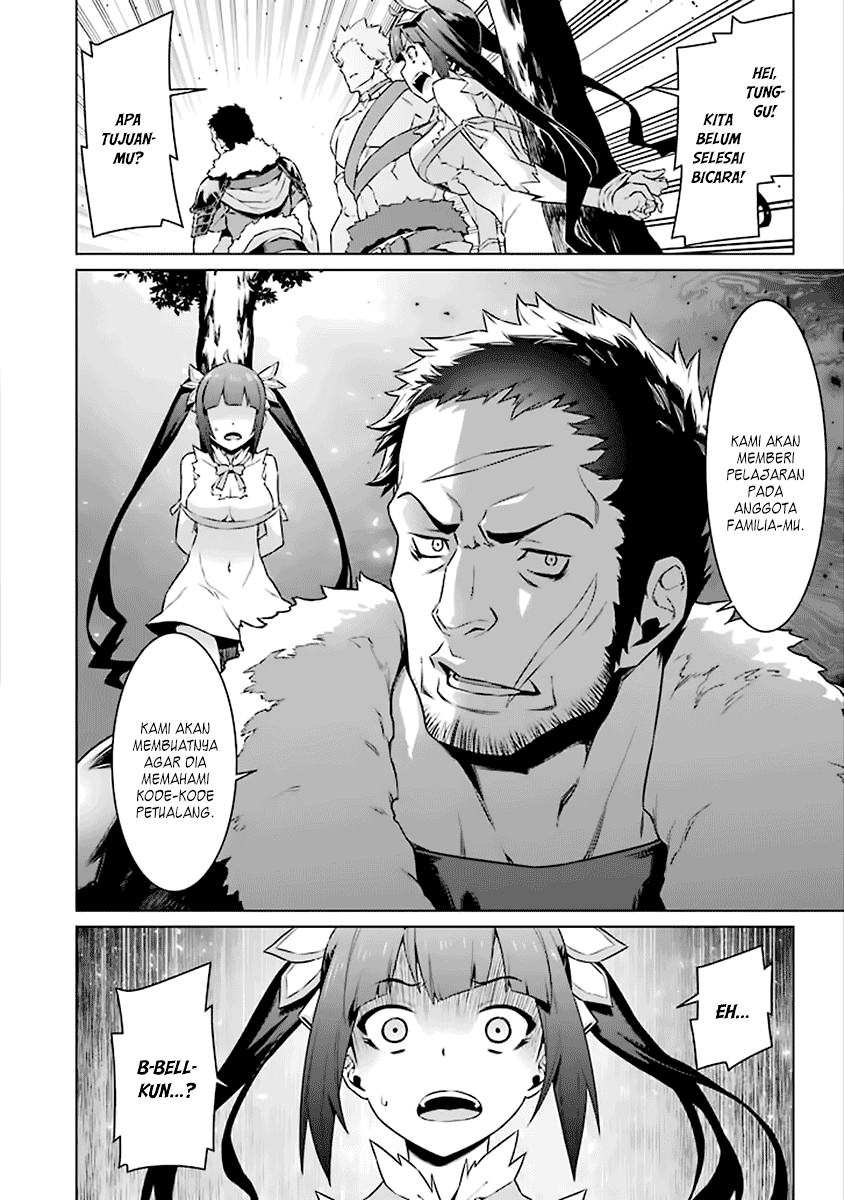 HEI,
TUNG-
GU!
KITA
BELUM
SELESAI
BICARA!
APA
TUJUAN-
MU?
KAMI AKAN
MEMBERI
PELAJARAN
PADA
ANGGOTA
FAMILIA-MU.
KAMI AKAN
MEMBUATNYA
AGAR DIA
MEMAHAMI
KODE-KODE
PETUALANG.
EH...
B-BELL-
KUN...?